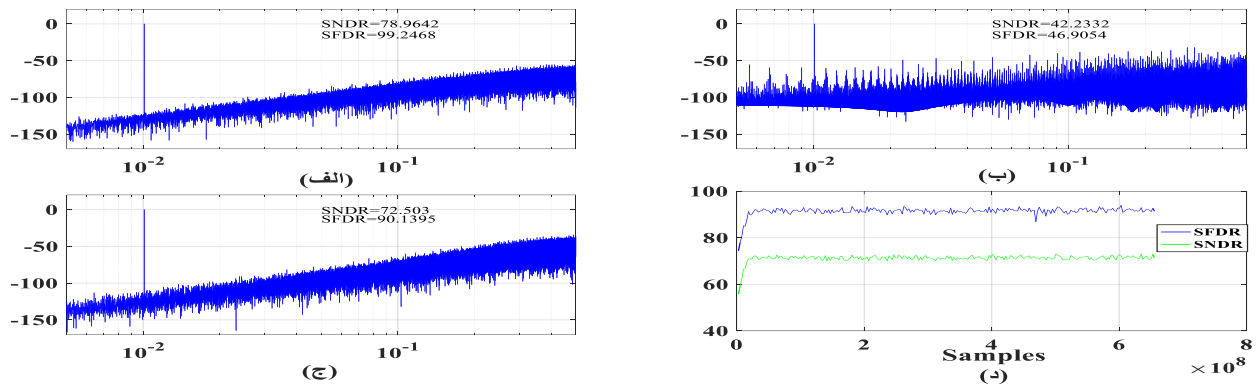 0
-50
-100
-150
SNDR=78.9642
SFDR=99.2468
10-2
10-1
(الف)
0
-50
-100
-150
SNDR=42.2332
SFDR=46.9054
10-2
10-1
(ب)
0
-50
-100
-150
SNDR=72.503
SFDR=90.1395
10-2
10-1
(ج)
100
80
60
40
SFDR
SNDR
0 2 4 6 8
Samples
×10^8
(د)